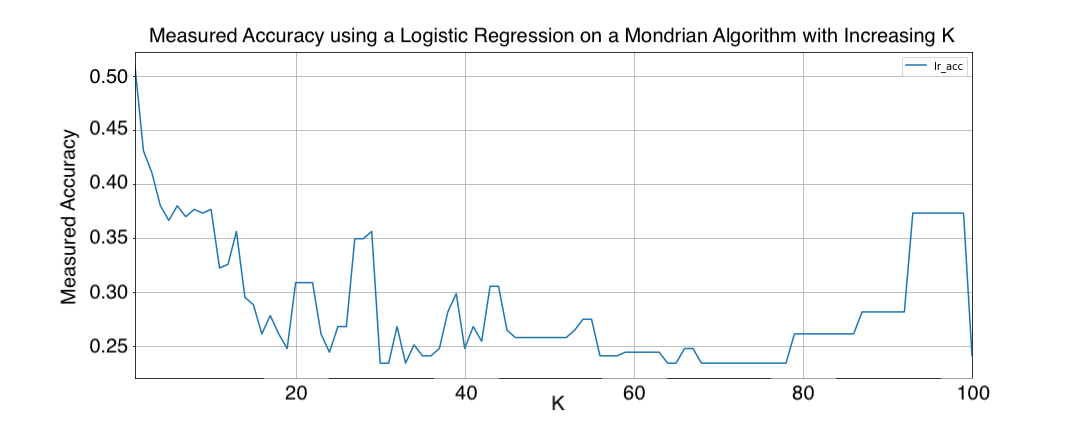 Measured Accuracy using a Logistic Regression on a Mondrian Algorithm with Increasing K
lr_acc
0.50
0.45
0.40
0.35
0.30
0.25
Measured Accuracy
20 40 60 80 100
K